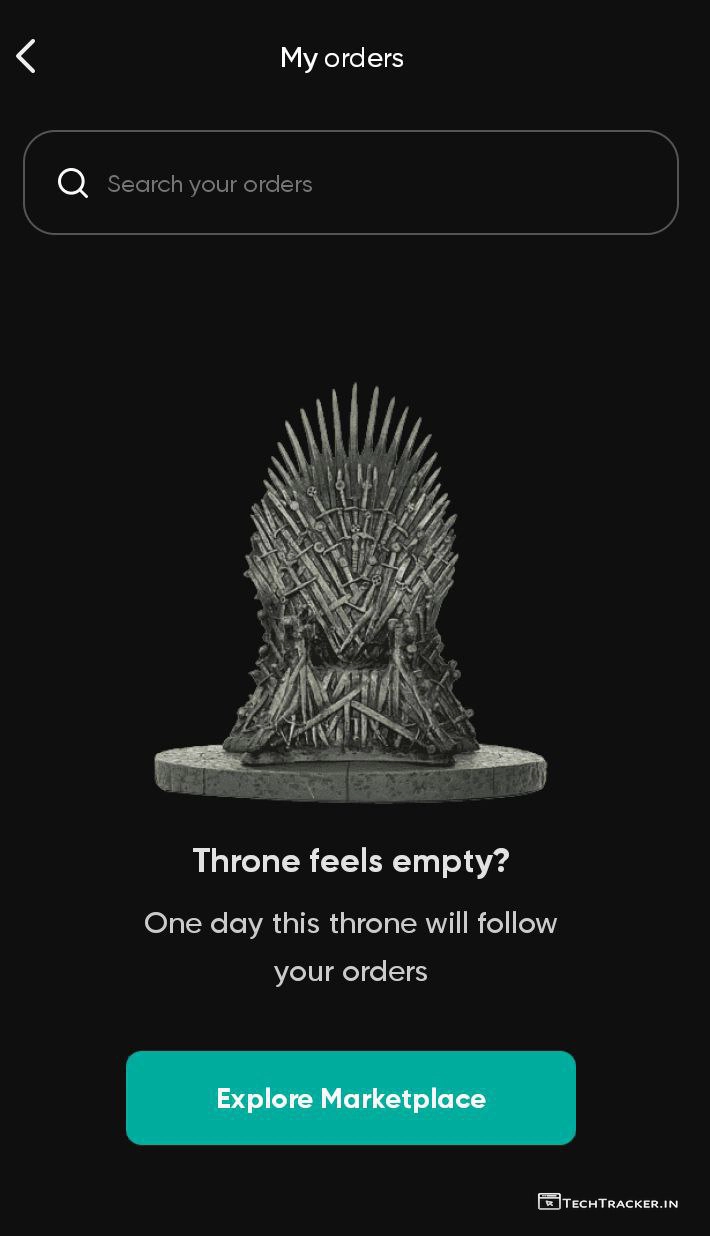 My orders
Search your orders
Throne feels empty?
One day this throne will follow
your orders
Explore Marketplace
TECHTRACKER.IN